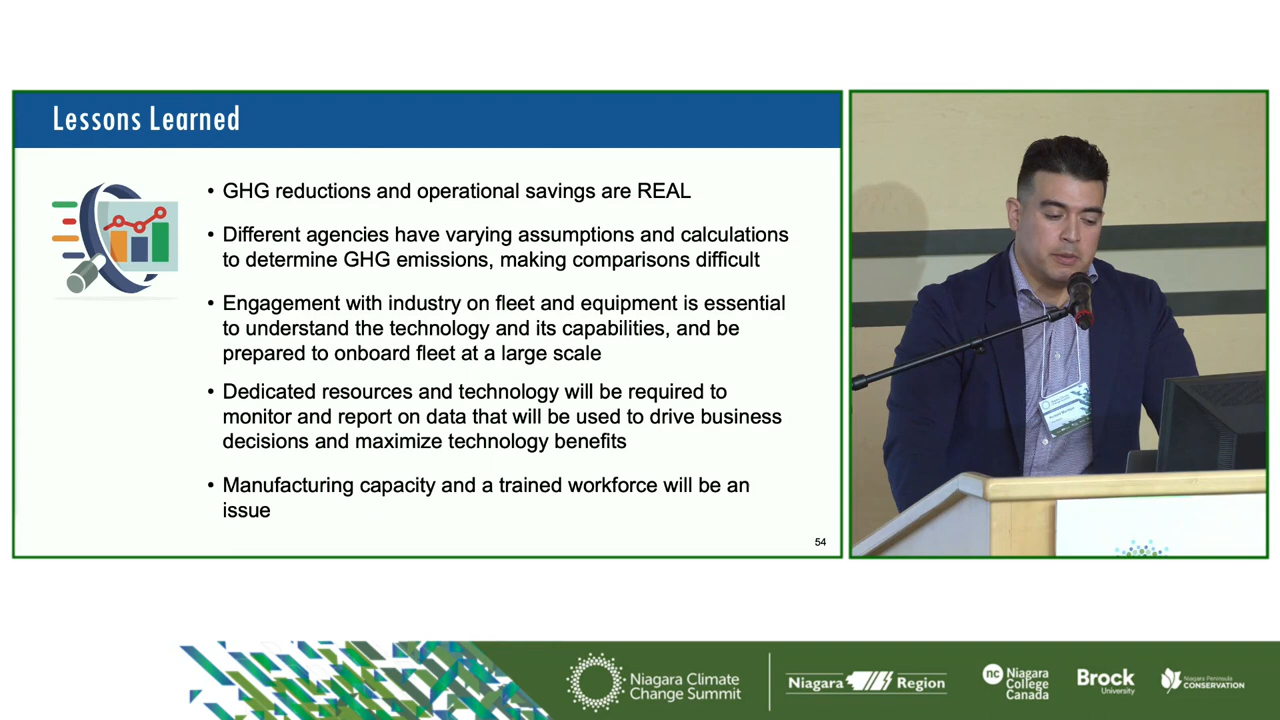 Lessons Learned
• GHG reductions and operational savings are REAL
• Different agencies have varying assumptions and calculations
to determine GHG emissions, making comparisons difficult
• Engagement with industry on fleet and equipment is essential
to understand the technology and its capabilities, and be
prepared to onboard fleet at a large scale
• Dedicated resources and technology will be required to
monitor and report on data that will be used to drive business
decisions and maximize technology benefits
• Manufacturing capacity and a trained workforce will be an
issue
54
Niagara Climate
Change Summit
Niagara Region
nc
Niagara
College
Canada
Brock
University
Niagara Peninsula
CONSERVATION